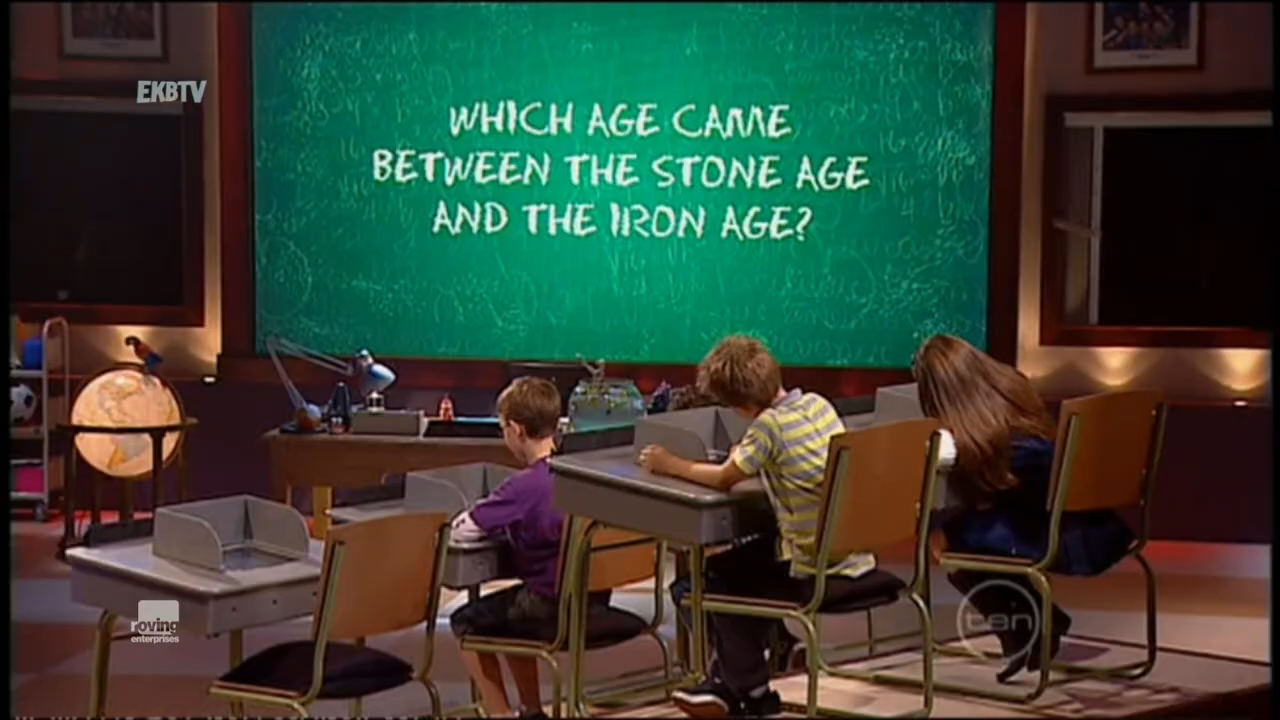 EKBTV
WHICH AGE CAME
BETWEEN THE STONE AGE
AND THE IRON AGE?
roving
enterprises
ten